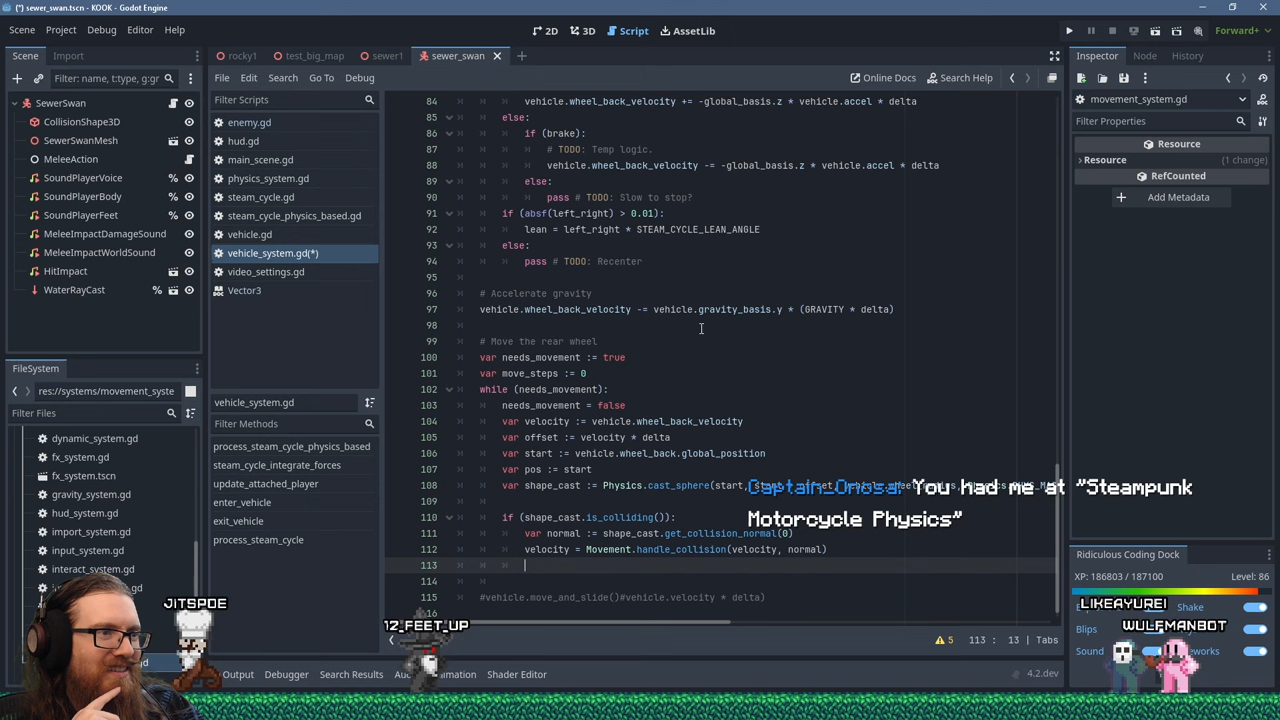 (*) sewer_swan.tscn - KOOK - Godot Engine
Scene Project Debug Editor Help
2D 3D Script AssetLib
Forward+
Scene Import
rocky1 test_big_map sewer1 sewer_swan
Inspector Node History
Filter: name, t:type, g:gr
File Edit Search Go To Debug
Online Docs Search Help
SewerSwan
CollisionShape3D
SewerSwanMesh
MeleeAction
SoundPlayerVoice
SoundPlayerBody
SoundPlayerFeet
MeleeImpactDamageSound
MeleeImpactWorldSound
HitImpact
WaterRayCast
FileSystem
res://systems/movement_syste
Filter Files
dynamic_system.gd
fx_system.gd
fx_system.tscn
gravity_system.gd
hud_system.gd
import_system.gd
input_system.gd
interact_system.gd
Filter Scripts
enemy.gd
hud.gd
main_scene.gd
physics_system.gd
steam_cycle.gd
steam_cycle_physics_based.gd
vehicle.gd
vehicle_system.gd(*)
video_settings.gd
Vector3
vehicle_system.gd
Filter Methods
process_steam_cycle_physics_based
steam_cycle_integrate_forces
update_attached_player
enter_vehicle
exit_vehicle
process_steam_cycle
84 vehicle.wheel_back_velocity += -global_basis.z * vehicle.accel * delta
85 else:
86 if (brake):
87 # TODO: Temp logic.
88 vehicle.wheel_back_velocity -= -global_basis.z * vehicle.accel * delta
89 else:
90 pass # TODO: Slow to stop?
91 if (absf(left_right) > 0.01):
92 lean = left_right * STEAM_CYCLE_LEAN_ANGLE
93 else:
94 pass # TODO: Recenter
95
96 # Accelerate gravity
97 vehicle.wheel_back_velocity -= vehicle.gravity_basis.y * (GRAVITY * delta)
98
99 # Move the rear wheel
100 var needs_movement := true
101 var move_steps := 0
102 while (needs_movement):
103 needs_movement = false
104 var velocity := vehicle.wheel_back_velocity
105 var offset := velocity * delta
106 var start := vehicle.wheel_back.global_position
107 var pos := start
108 var shape_cast := Physics.cast_sphere(start,
109
110 if (shape_cast.is_colliding()):
111 var normal := shape_cast.get_collision_normal(0)
112 velocity = Movement.handle_collision(velocity, normal)
113
114
115 #vehicle.move_and_slide()#vehicle.velocity * delta)
116
Captain_Onosai You had me at "Steampunk
Motorcycle Physics"
5 113 : 13 Tabs
Output Debugger Search Results Animation Shader Editor
4.2.dev
movement_system.gd
Filter Properties
Resource
Resource (1 change)
RefCounted
Add Metadata
Ridiculous Coding Dock
XP: 186803 / 187100 Level: 86
Shake
Blips
Sound
JITSPOE
12_FEET_UP
LIKEAYUREI
WULFMANBOT